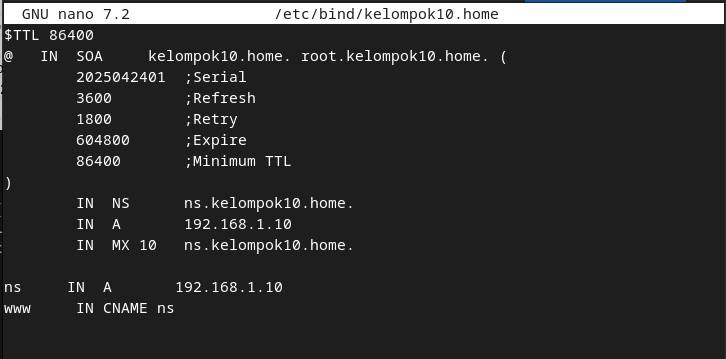 GNU nano 7.2 /etc/bind/kelompok10.home
$TTL 86400
@ IN SOA kelompok10.home. root.kelompok10.home. (
2025042401 ;Serial
3600 ;Refresh
1800 ;Retry
604800 ;Expire
86400 ;Minimum TTL
)
IN NS ns.kelompok10.home.
IN A 192.168.1.10
IN MX 10 ns.kelompok10.home.
ns IN A 192.168.1.10
www IN CNAME ns